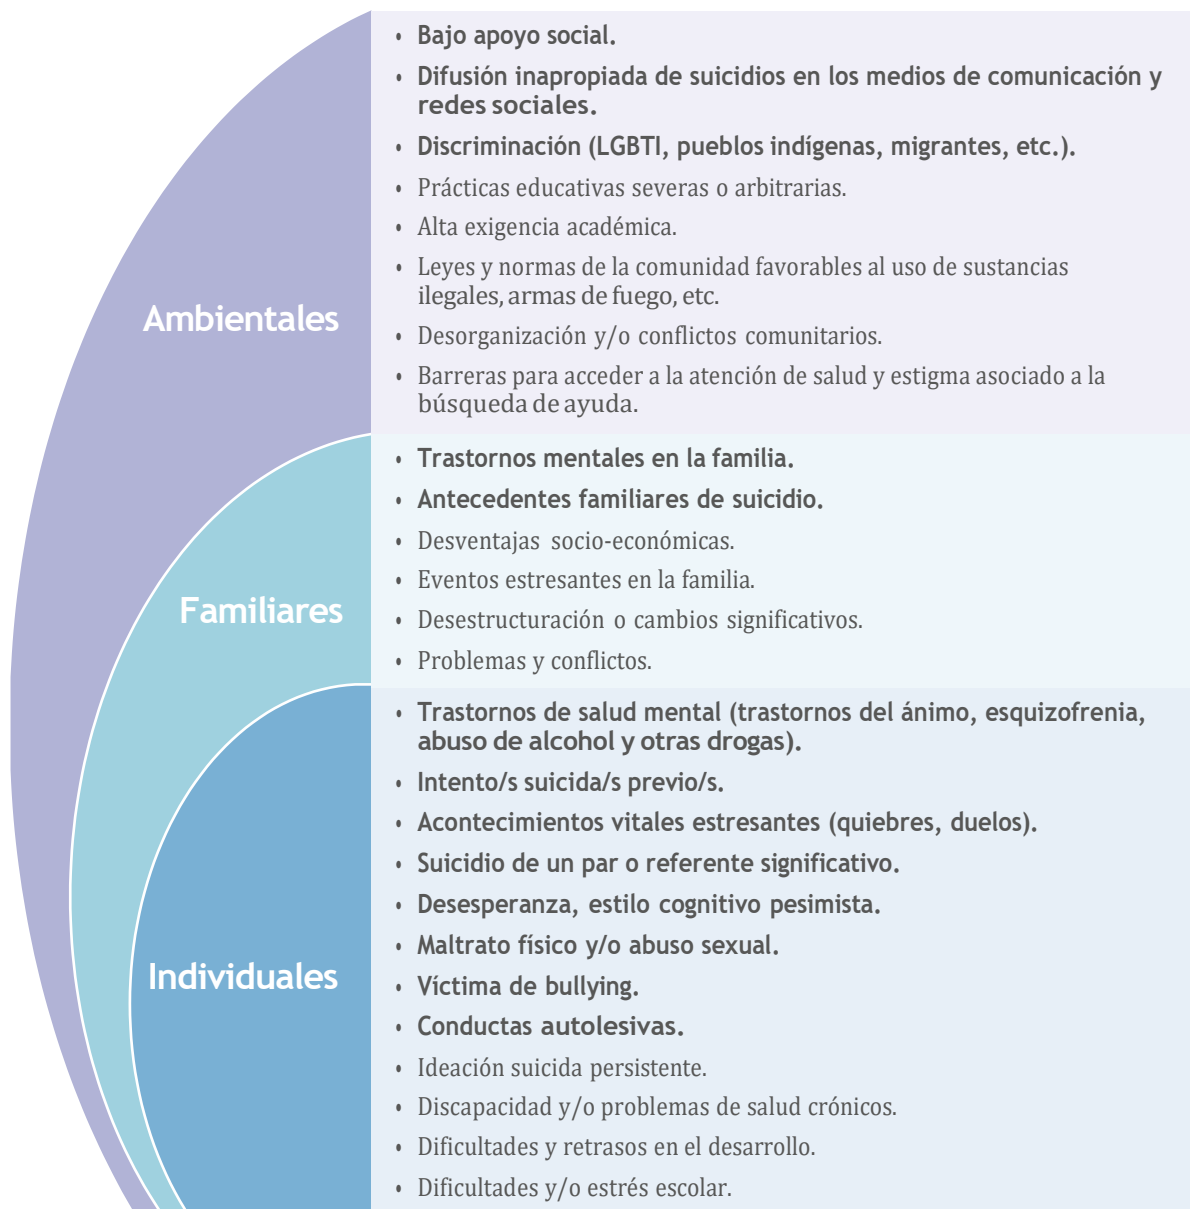 • Bajo apoyo social.
• Difusión inapropiada de suicidios en los medios de comunicación y
redes sociales.
• Discriminación (LGBTI, pueblos indígenas, migrantes, etc.).
• Prácticas educativas severas o arbitrarias.
• Alta exigencia académica.
• Leyes y normas de la comunidad favorables al uso de sustancias
ilegales, armas de fuego, etc.
Ambientales
• Desorganización y/o conflictos comunitarios.
• Barreras para acceder a la atención de salud y estigma asociado a la
búsqueda de ayuda.
• Trastornos mentales en la familia.
• Antecedentes familiares de suicidio.
• Desventajas socio-económicas.
• Eventos estresantes en la familia.
Familiares
• Desestructuración o cambios significativos.
• Problemas y conflictos.
• Trastornos de salud mental (trastornos del ánimo, esquizofrenia,
abuso de alcohol y otras drogas).
• Intento/s suicida/s previo/s.
• Acontecimientos vitales estresantes (quiebres, duelos).
• Suicidio de un par o referente significativo.
• Desesperanza, estilo cognitivo pesimista.
• Maltrato físico y/o abuso sexual.
Individuales
• Víctima de bullying.
• Conductas autolesivas.
• Ideación suicida persistente.
• Discapacidad y/o problemas de salud crónicos.
• Dificultades y retrasos en el desarrollo.
• Dificultades y/o estrés escolar.